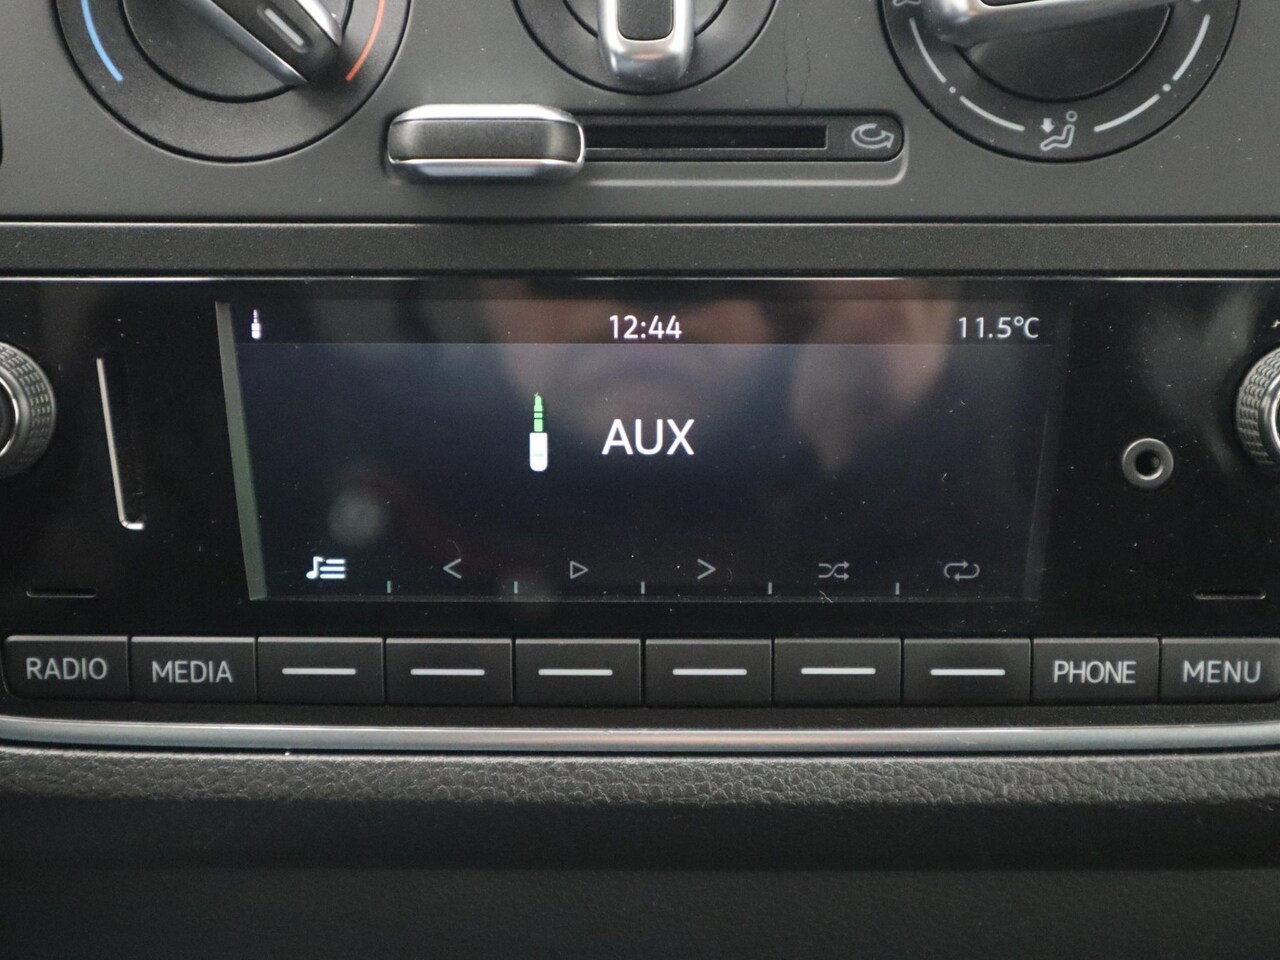 12:44 11.5°C
AUX
RADIO MEDIA PHONE MENU